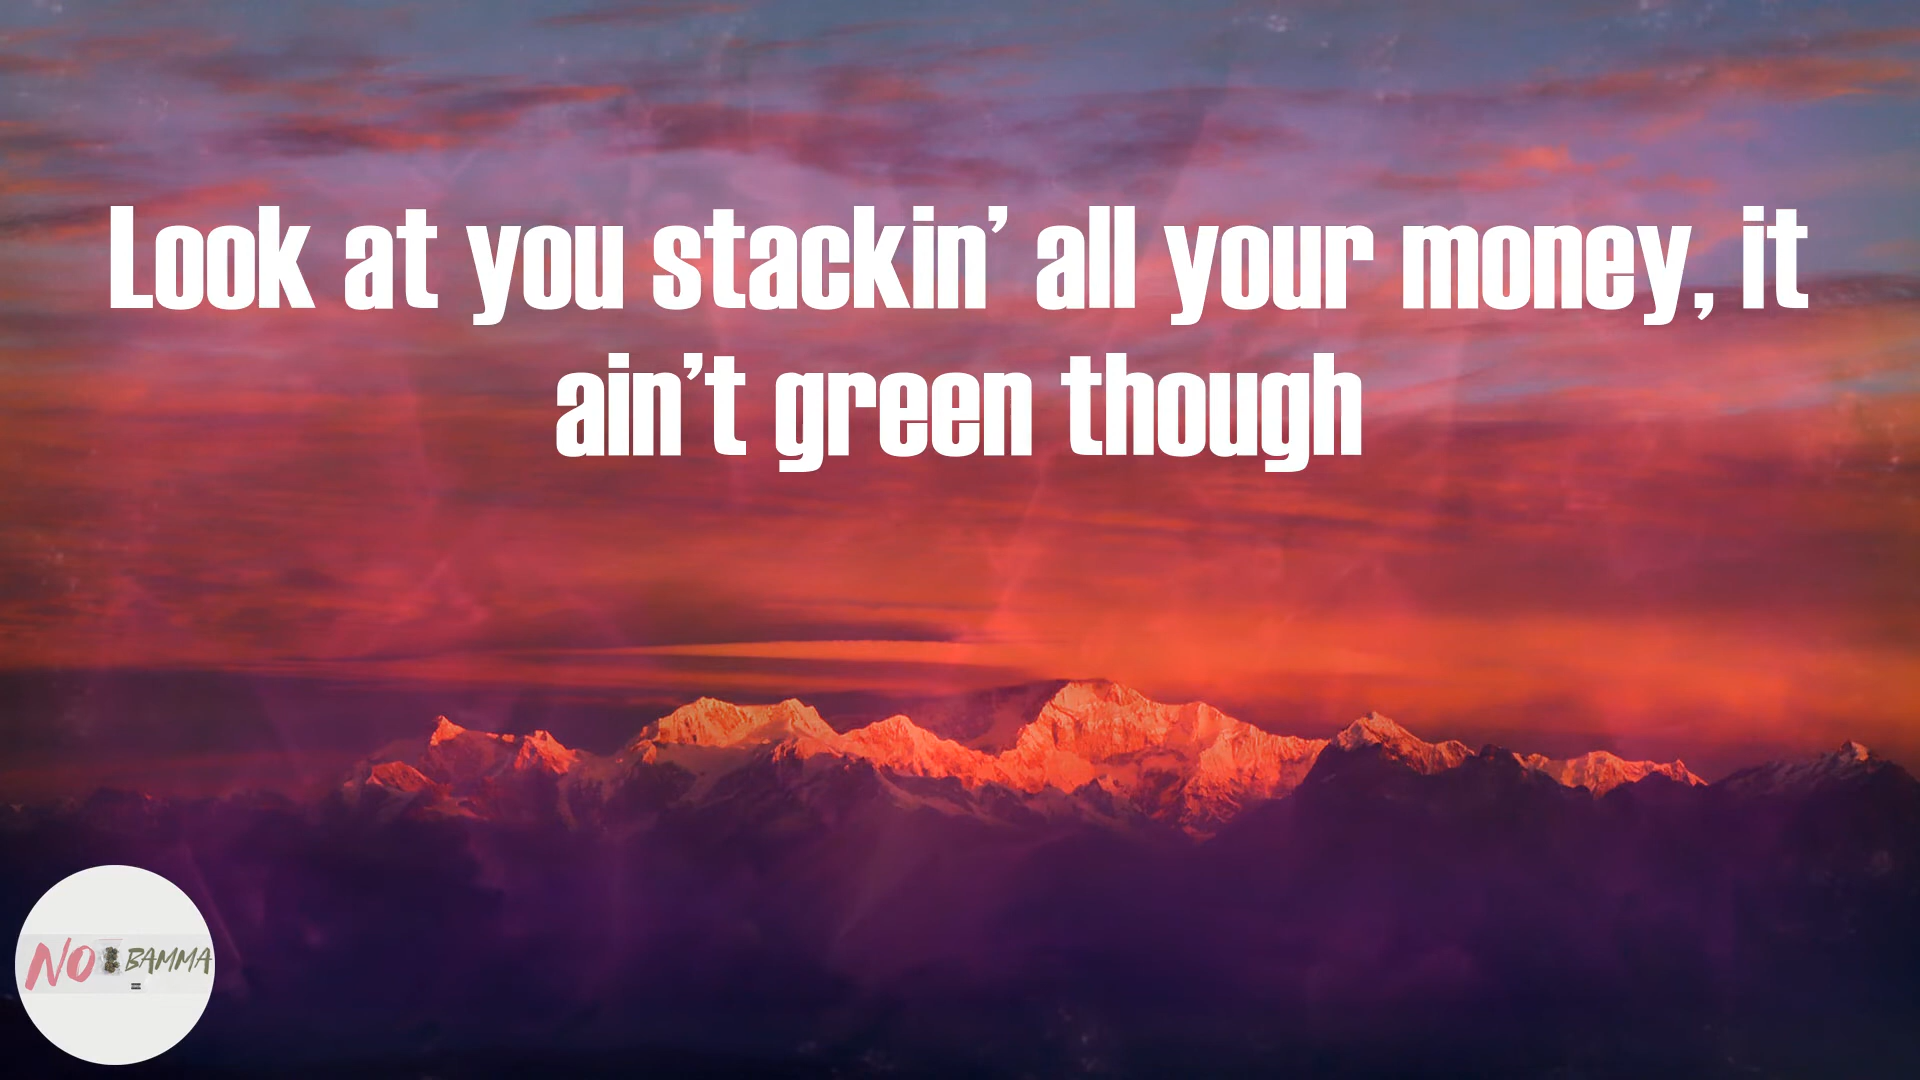 Look at you stackin’ all your money, it
ain’t green though
NO BAMMA